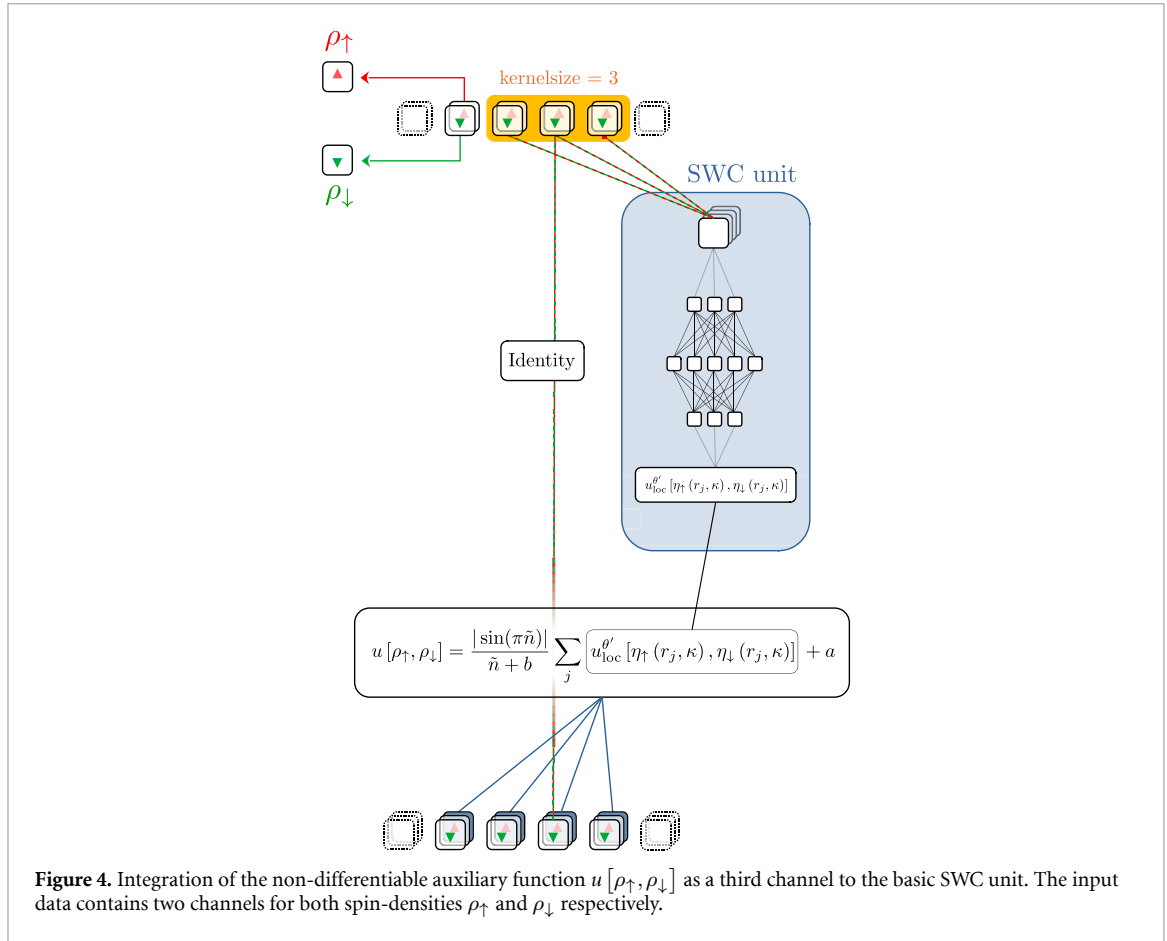 ρ↑
kernelsize = 3
ρ↓
SWC unit
Identity
u_loc^θ′ [η↑ (r_j, κ) , η↓ (r_j, κ)]
u [ρ↑, ρ↓] = |sin(πñ)| / (ñ + b) ∑_j u_loc^θ′ [η↑ (r_j, κ) , η↓ (r_j, κ)] + a
Figure 4. Integration of the non-differentiable auxiliary function u [ρ↑, ρ↓] as a third channel to the basic SWC unit. The input
data contains two channels for both spin-densities ρ↑ and ρ↓ respectively.